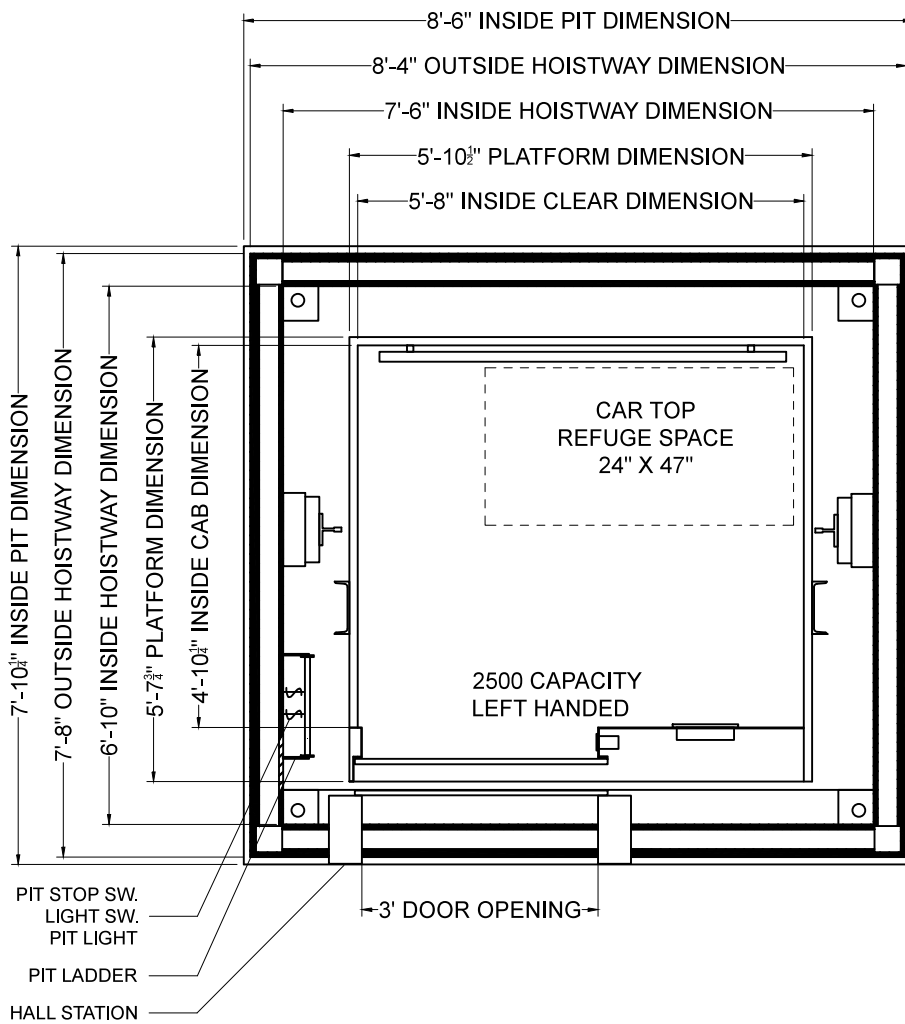 8'-6" INSIDE PIT DIMENSION
8'-4" OUTSIDE HOISTWAY DIMENSION
7'-6" INSIDE HOISTWAY DIMENSION
5'-10½" PLATFORM DIMENSION
5'-8" INSIDE CLEAR DIMENSION
7'-10¼" INSIDE PIT DIMENSION
7'-8" OUTSIDE HOISTWAY DIMENSION
6'-10" INSIDE HOISTWAY DIMENSION
5'-7¾" PLATFORM DIMENSION
4'-10¼" INSIDE CAB DIMENSION
CAR TOP
REFUGE SPACE
24" X 47"
2500 CAPACITY
LEFT HANDED
3' DOOR OPENING
PIT STOP SW.
LIGHT SW.
PIT LIGHT
PIT LADDER
HALL STATION